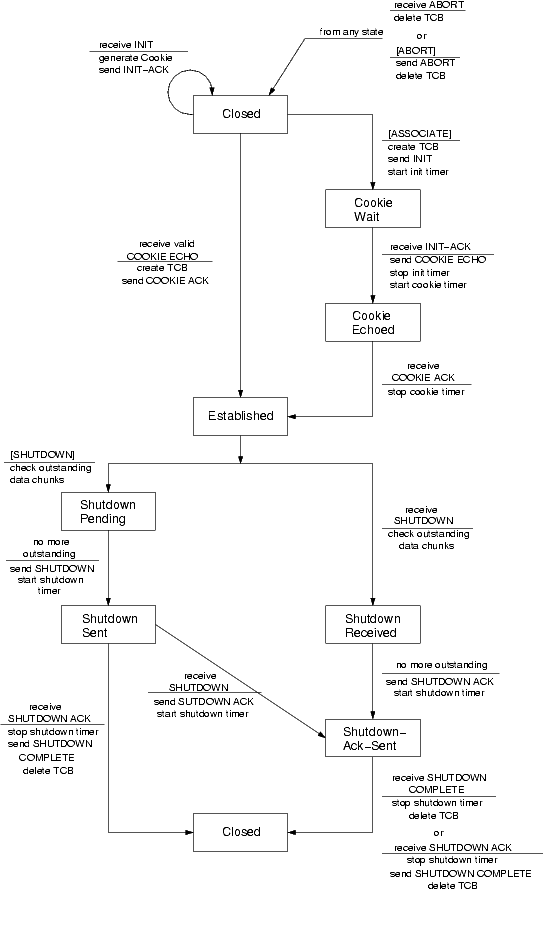 receive ABORT
delete TCB
or
from any state
[ABORT]
send ABORT
delete TCB
receive INIT
generate Cookie
send INIT-ACK
Closed
[ASSOCIATE]
create TCB
send INIT
start init timer
Cookie
Wait
receive valid
COOKIE ECHO
create TCB
send COOKIE ACK
receive INIT-ACK
send COOKIE ECHO
stop init timer
start cookie timer
Cookie
Echoed
receive
COOKIE ACK
stop cookie timer
Established
[SHUTDOWN]
check outstanding
data chunks
Shutdown
Pending
receive
SHUTDOWN
check outstanding
data chunks
no more
outstanding
send SHUTDOWN
start shutdown
timer
Shutdown
Sent
Shutdown
Received
receive
SHUTDOWN
send SUTDOWN ACK
start shutdown timer
no more outstanding
send SHUTDOWN ACK
start shutdown timer
receive
SHUTDOWN ACK
stop shutdown timer
send SHUTDOWN
COMPLETE
delete TCB
Shutdown-
Ack-Sent
receive SHUTDOWN
COMPLETE
stop shutdown timer
delete TCB
or
receive SHUTDOWN ACK
stop shutdown timer
send SHUTDOWN COMPLETE
delete TCB
Closed